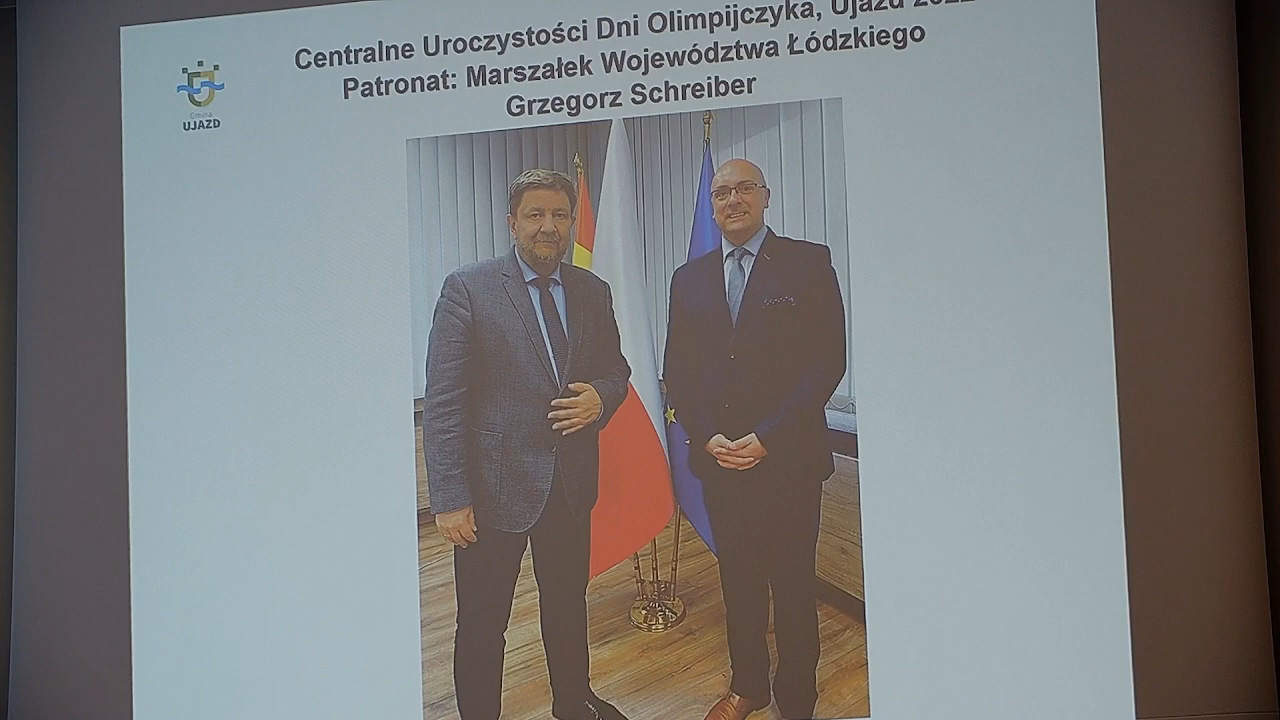 Centralne Uroczystości Dni Olimpijczyka, Ujazd
Patronat: Marszałek Województwa Łódzkiego
Grzegorz Schreiber
Gmina
UJAZD